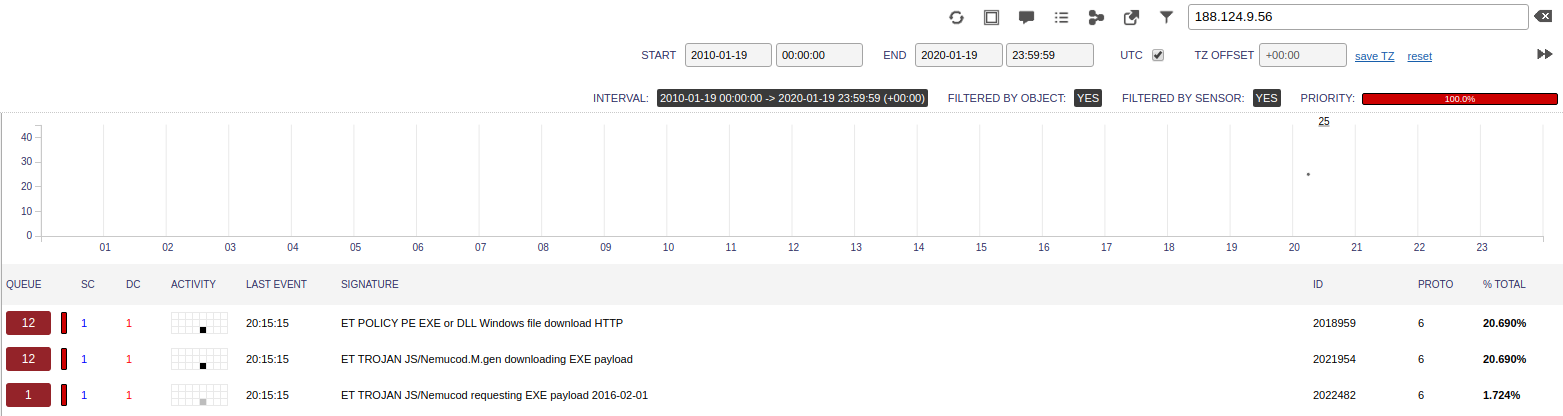 188.124.9.56
START 2010-01-19 00:00:00 END 2020-01-19 23:59:59 UTC TZ OFFSET +00:00 save TZ reset
INTERVAL: 2010-01-19 00:00:00 -> 2020-01-19 23:59:59 (+00:00) FILTERED BY OBJECT: YES FILTERED BY SENSOR: YES PRIORITY: 100.0%
25
40
30
20
10
0
01 02 03 04 05 06 07 08 09 10 11 12 13 14 15 16 17 18 19 20 21 22 23
QUEUE SC DC ACTIVITY LAST EVENT SIGNATURE ID PROTO % TOTAL
12 1 1 20:15:15 ET POLICY PE EXE or DLL Windows file download HTTP 2018959 6 20.690%
12 1 1 20:15:15 ET TROJAN JS/Nemucod.M.gen downloading EXE payload 2021954 6 20.690%
1 1 1 20:15:15 ET TROJAN JS/Nemucod requesting EXE payload 2016-02-01 2022482 6 1.724%